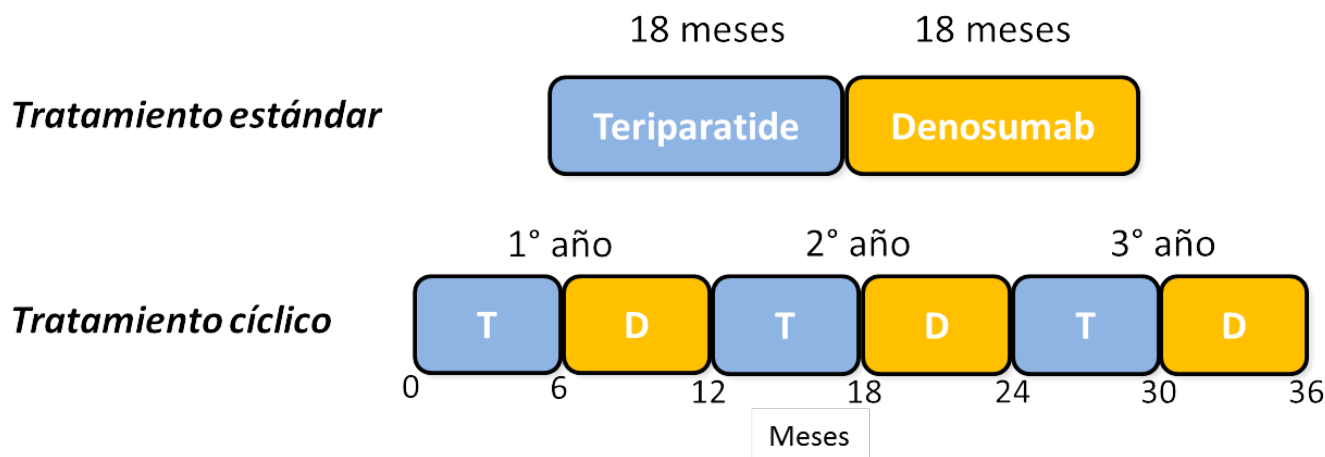 18 meses 18 meses
Tratamiento estándar Teriparatide Denosumab
1° año 2° año 3° año
Tratamiento cíclico T D T D T D
0 6 12 18 24 30 36
Meses